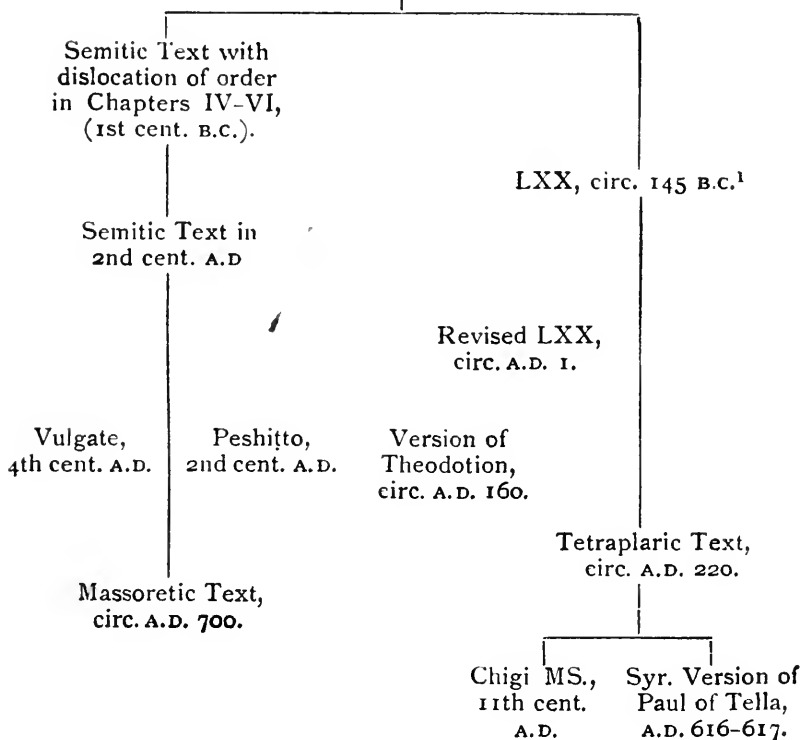 Semitic Text with
dislocation of order
in Chapters IV-VI,
(1st cent. B.C.).
LXX, circ. 145 B.C.¹
Semitic Text in
2nd cent. A.D
Revised LXX,
circ. A.D. 1.
Vulgate,
4th cent. A.D.
Peshiṭto,
2nd cent. A.D.
Version of
Theodotion,
circ. A.D. 160.
Tetraplaric Text,
circ. A.D. 220.
Massoretic Text,
circ. A.D. 700.
Chigi MS.,
11th cent.
A.D.
Syr. Version of
Paul of Tella,
A.D. 616-617.